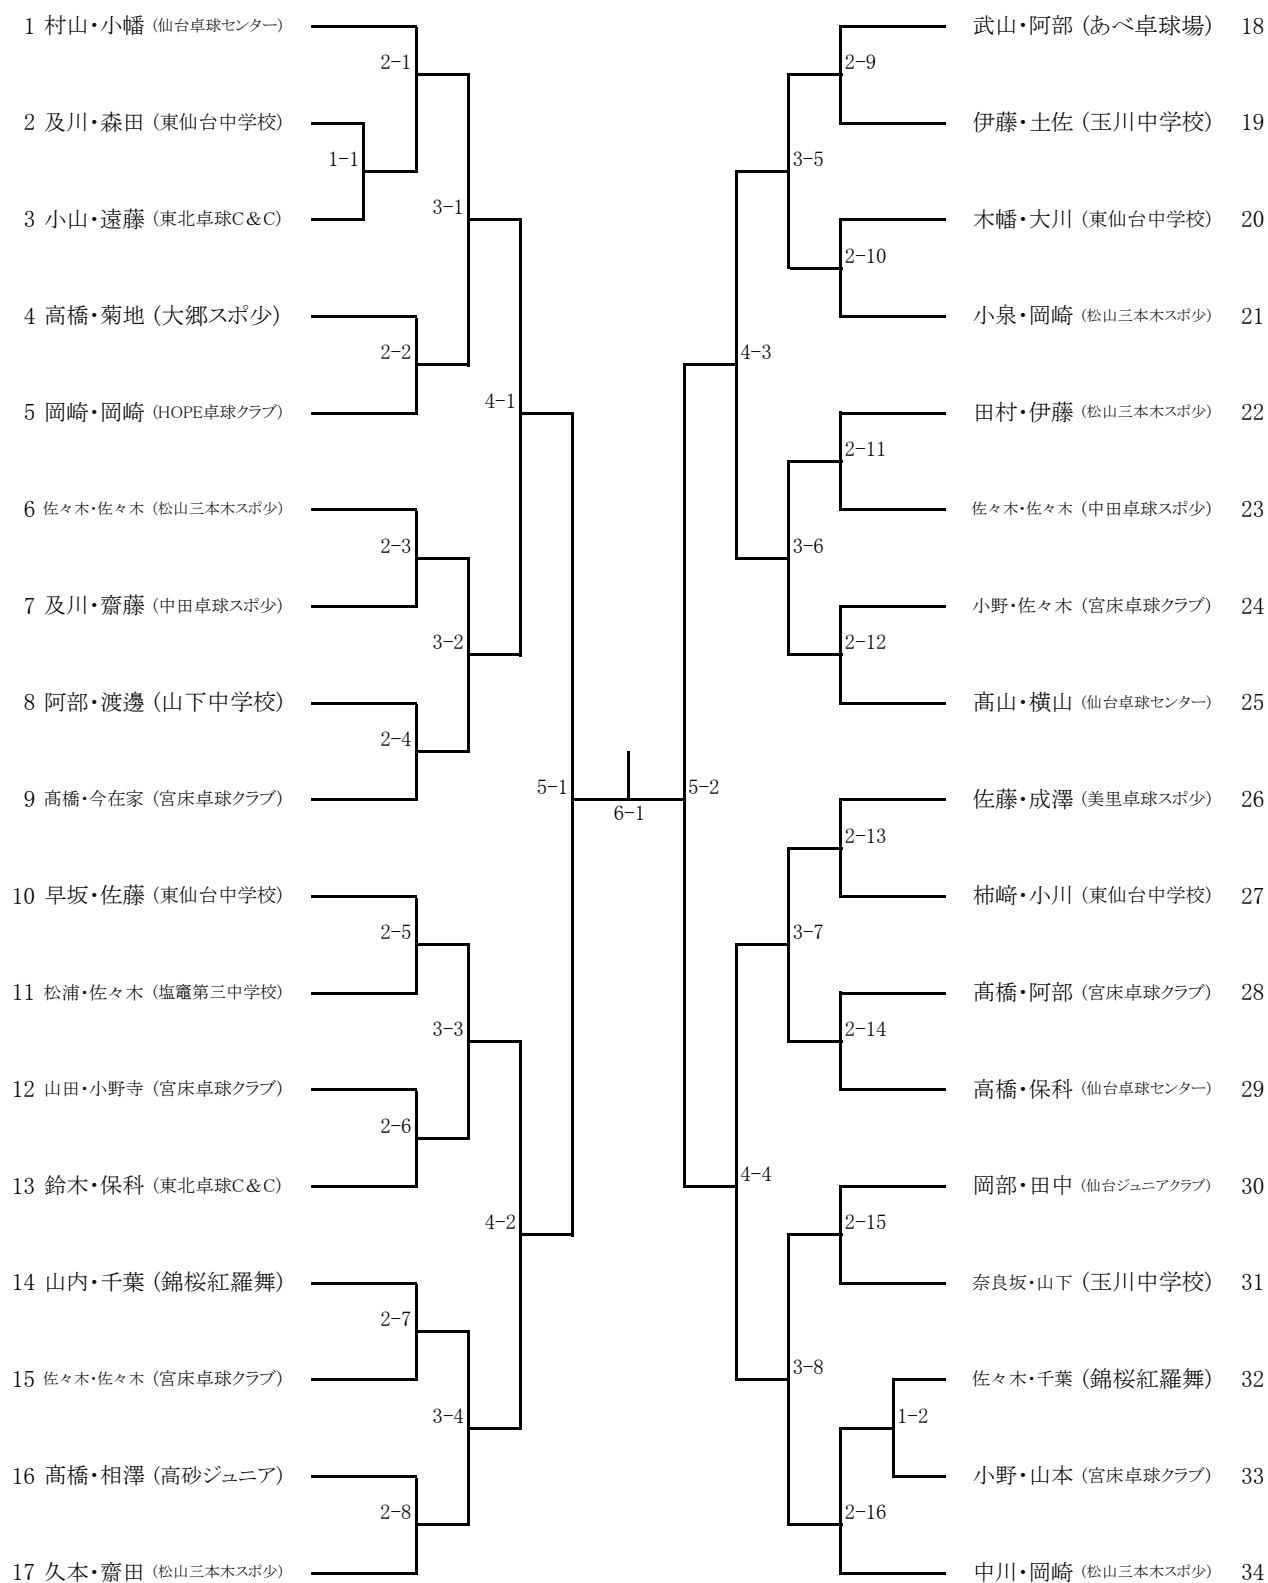 1 村山・小幡 (仙台卓球センター)
2-1
2 及川・森田 (東仙台中学校)
1-1
3 小山・遠藤 (東北卓球C&C)
3-1
4 高橋・菊地 (大郷スポ少)
2-2
5 岡崎・岡崎 (HOPE卓球クラブ)
4-1
6 佐々木・佐々木 (松山三本木スポ少)
2-3
7 及川・齋藤 (中田卓球スポ少)
3-2
8 阿部・渡邊 (山下中学校)
2-4
9 髙橋・今在家 (宮床卓球クラブ)
5-1
10 早坂・佐藤 (東仙台中学校)
2-5
11 松浦・佐々木 (塩竈第三中学校)
3-3
12 山田・小野寺 (宮床卓球クラブ)
2-6
13 鈴木・保科 (東北卓球C&C)
4-2
14 山内・千葉 (錦桜紅羅舞)
2-7
15 佐々木・佐々木 (宮床卓球クラブ)
3-4
16 髙橋・相澤 (高砂ジュニア)
2-8
17 久本・齋田 (松山三本木スポ少)
6-1
武山・阿部 (あべ卓球場) 18
2-9
伊藤・土佐 (玉川中学校) 19
3-5
木幡・大川 (東仙台中学校) 20
2-10
小泉・岡崎 (松山三本木スポ少) 21
4-3
田村・伊藤 (松山三本木スポ少) 22
2-11
佐々木・佐々木 (中田卓球スポ少) 23
3-6
小野・佐々木 (宮床卓球クラブ) 24
2-12
髙山・横山 (仙台卓球センター) 25
5-2
佐藤・成澤 (美里卓球スポ少) 26
2-13
柿﨑・小川 (東仙台中学校) 27
3-7
髙橋・阿部 (宮床卓球クラブ) 28
2-14
高橋・保科 (仙台卓球センター) 29
4-4
岡部・田中 (仙台ジュニアクラブ) 30
2-15
奈良坂・山下 (玉川中学校) 31
3-8
佐々木・千葉 (錦桜紅羅舞) 32
1-2
小野・山本 (宮床卓球クラブ) 33
2-16
中川・岡崎 (松山三本木スポ少) 34